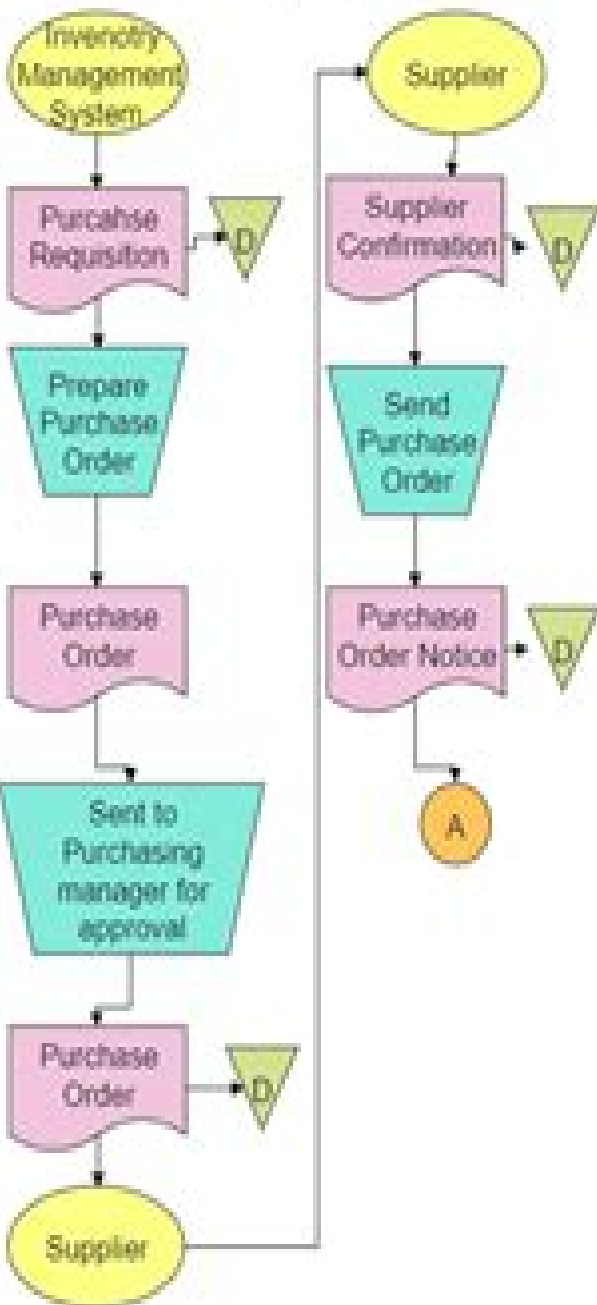 Invenotry
Management
System
Purcahse
Requisition
D
Prepare
Purchase
Order
Purchase
Order
Sent to
Purchasing
manager for
approval
Purchase
Order
D
Supplier
Supplier
Supplier
Confirmation
D
Send
Purchase
Order
Purchase
Order Notice
D
A